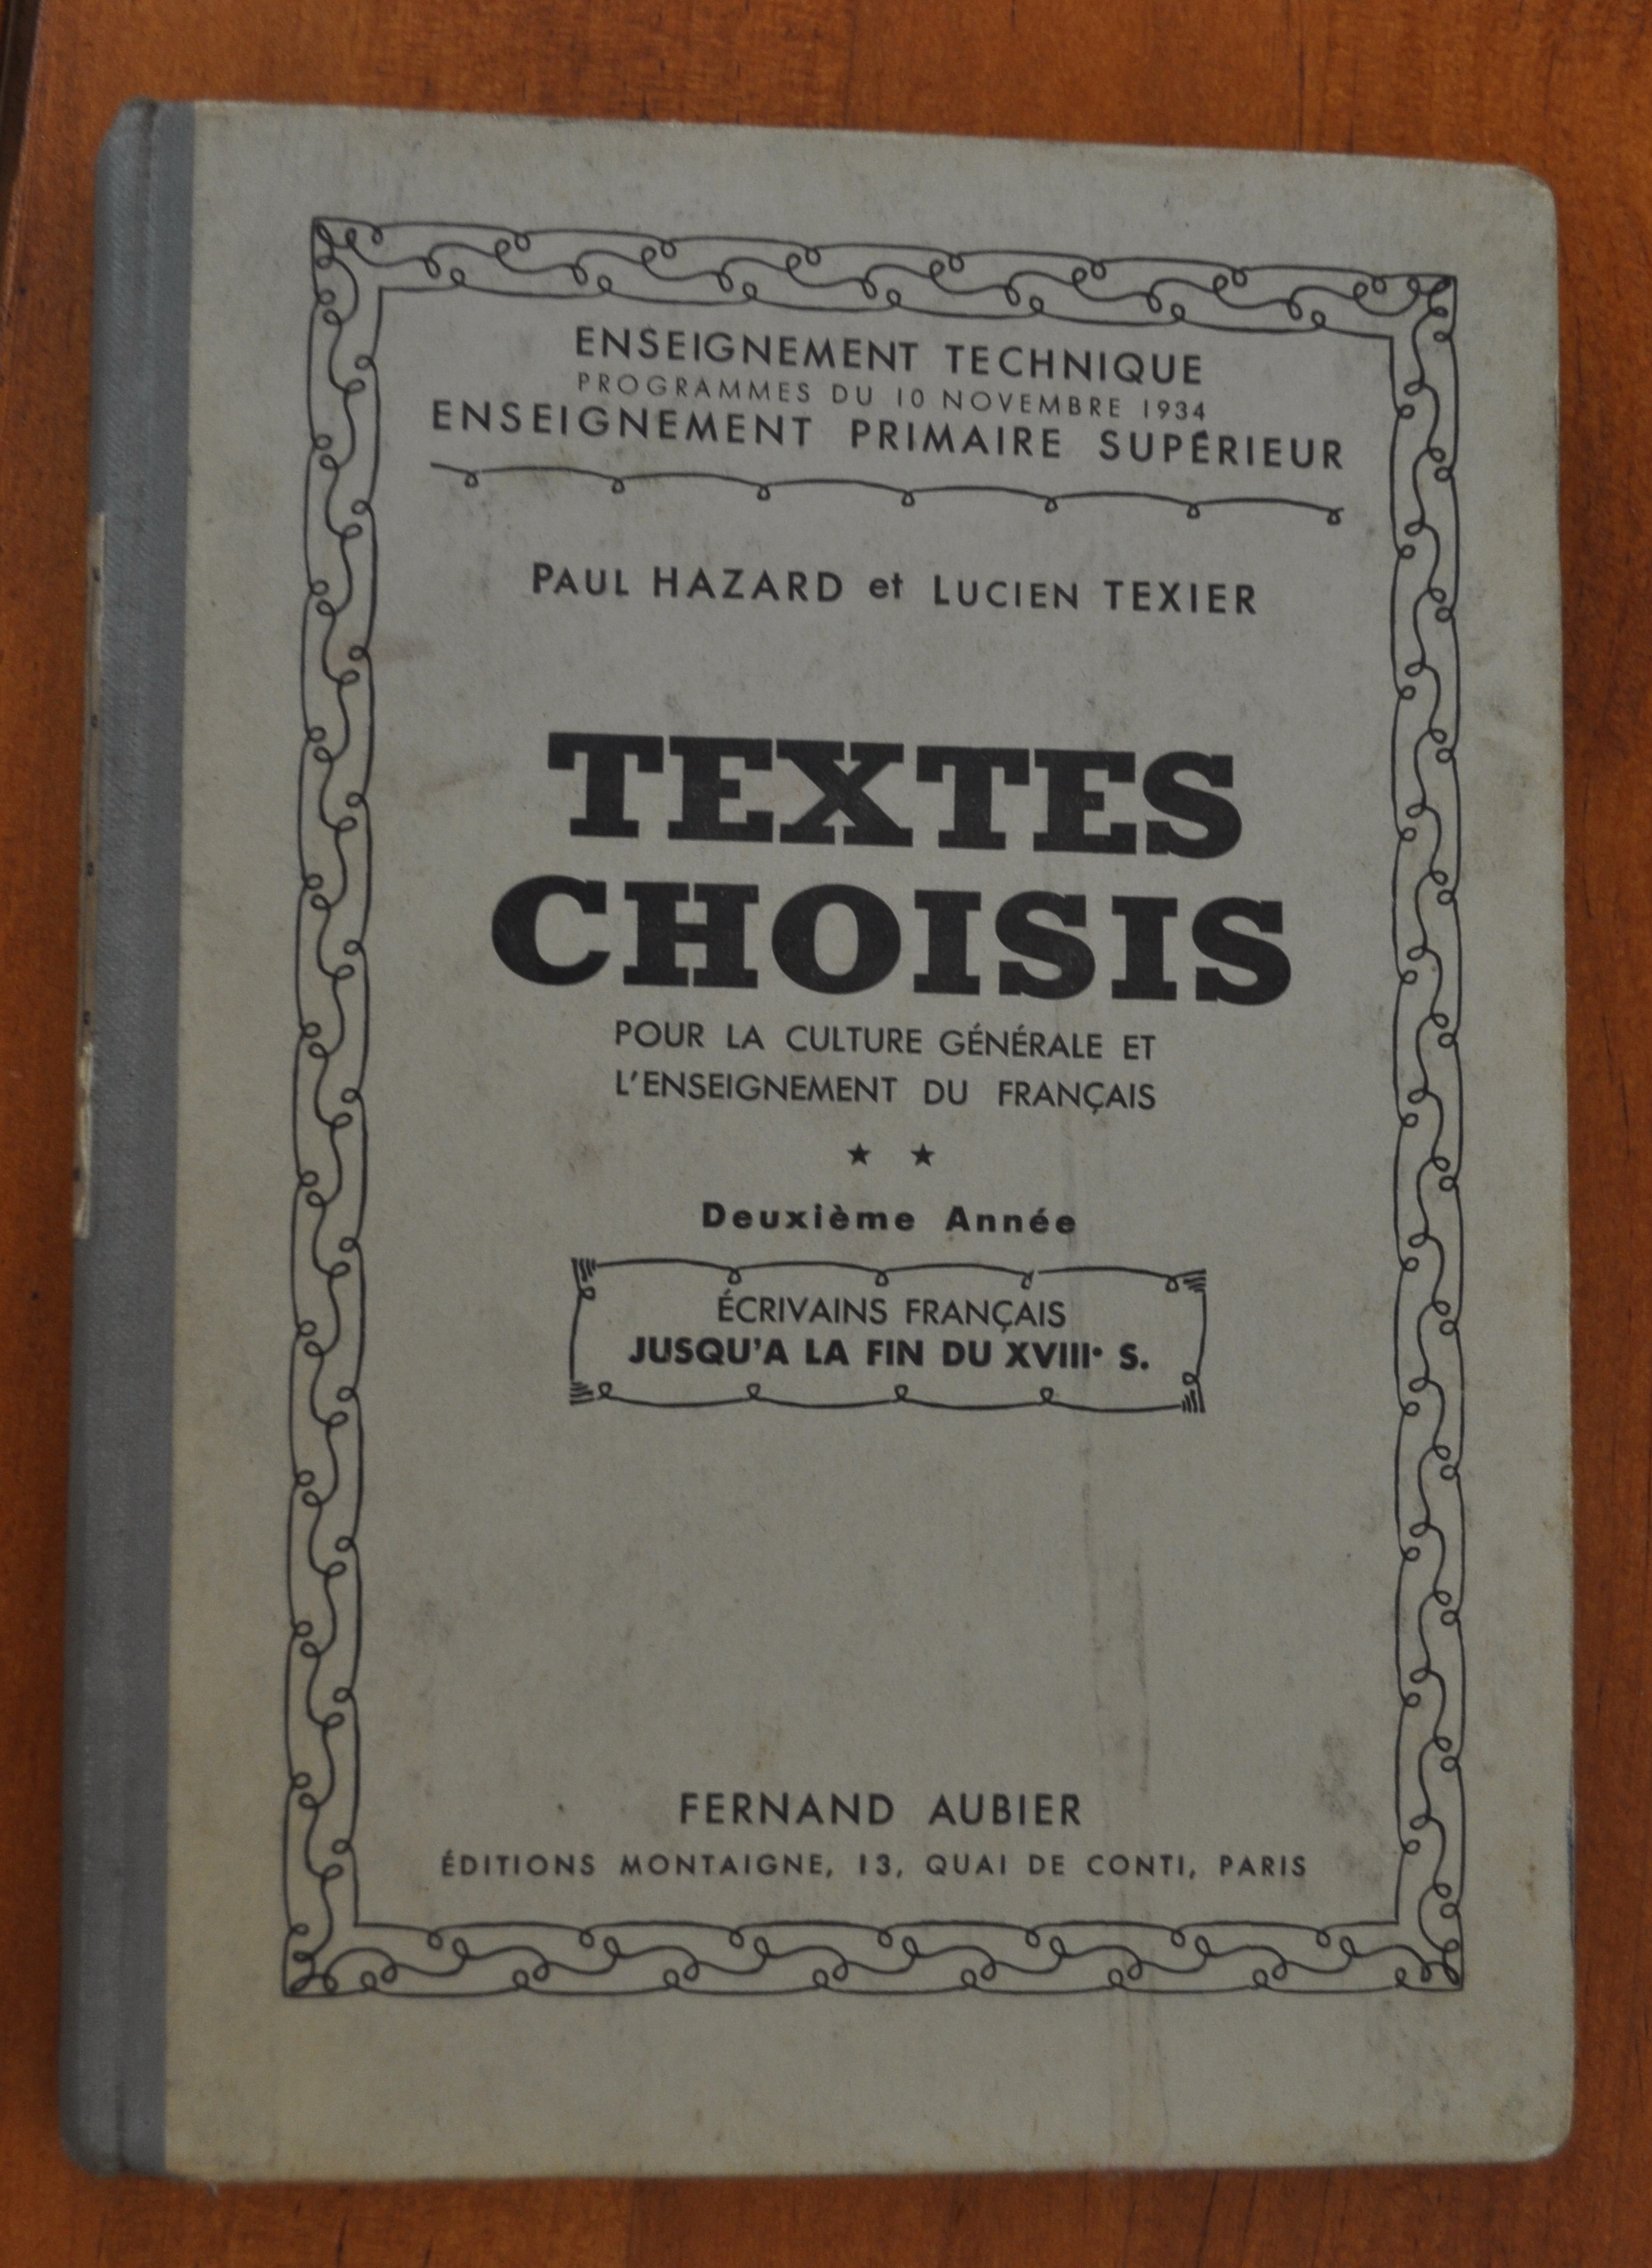 ENSEIGNEMENT TECHNIQUE
PROGRAMMES DU 10 NOVEMBRE 1934
ENSEIGNEMENT PRIMAIRE SUPÉRIEUR
PAUL HAZARD et LUCIEN TEXIER
TEXTES
CHOISIS
POUR LA CULTURE GÉNÉRALE ET
L'ENSEIGNEMENT DU FRANÇAIS
★ ★
Deuxième Année
ÉCRIVAINS FRANÇAIS
JUSQU'A LA FIN DU XVIIIe S.
FERNAND AUBIER
ÉDITIONS MONTAIGNE, 13, QUAI DE CONTI, PARIS